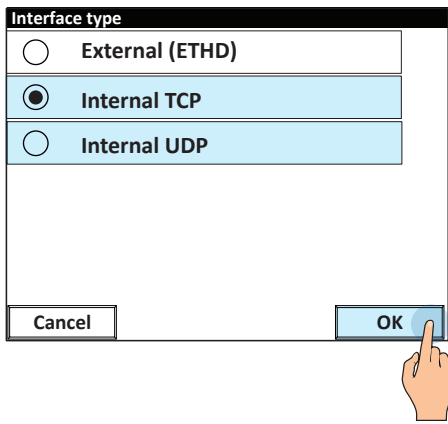 Interface type
External (ETHD)
Internal TCP
Internal UDP
Cancel
OK